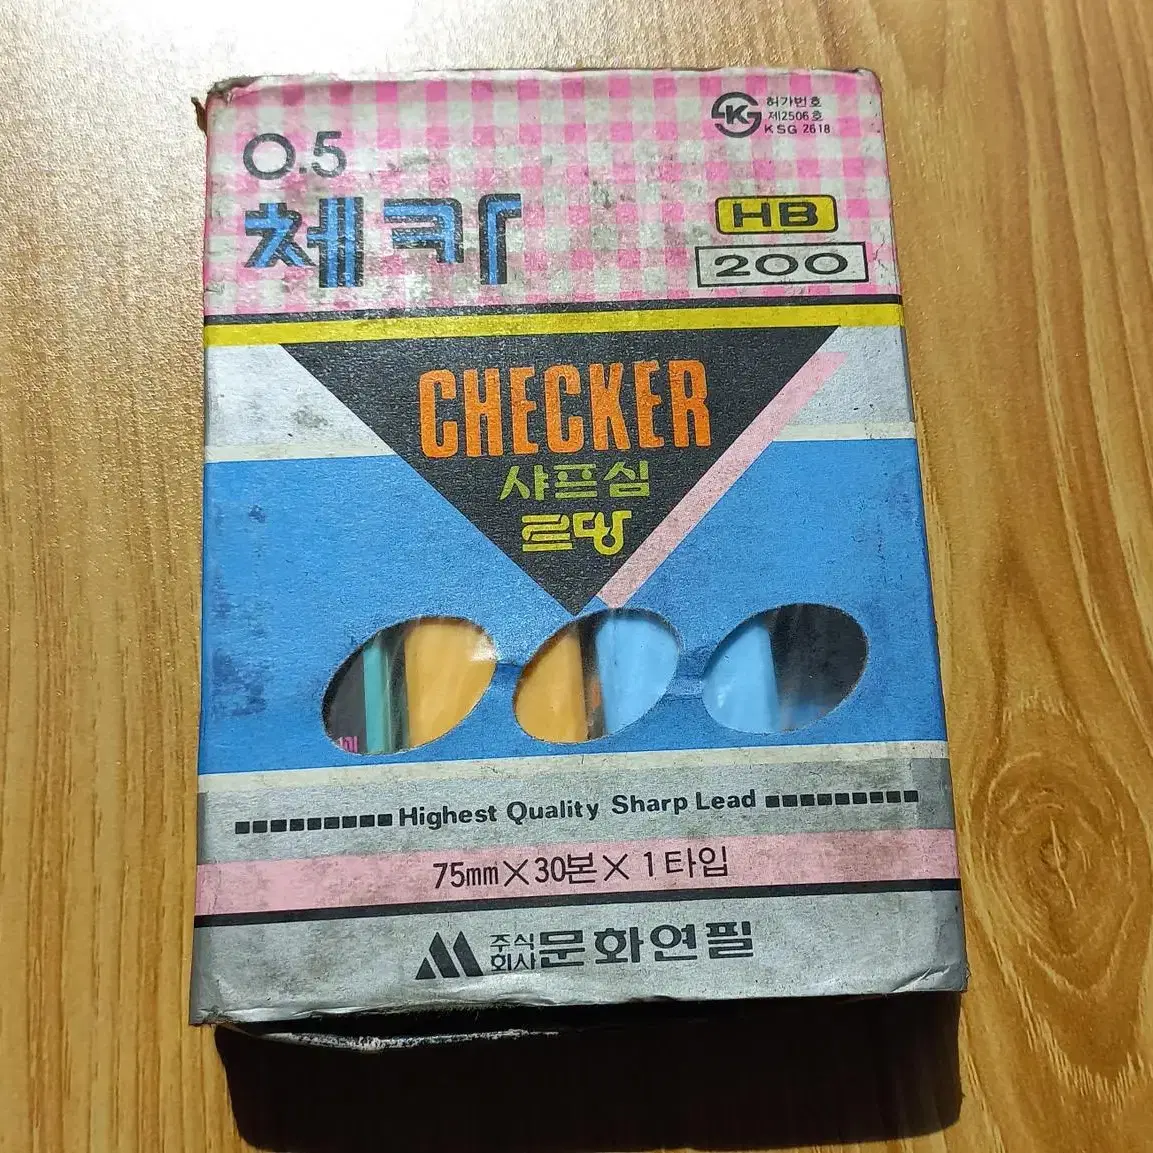 허가번호
제2506호
KSG 2618
0.5
체카
HB
200
CHECKER
샤프심
르망
Highest Quality Sharp Lead
75mm×30본×1타입
주식
회사
문화연필